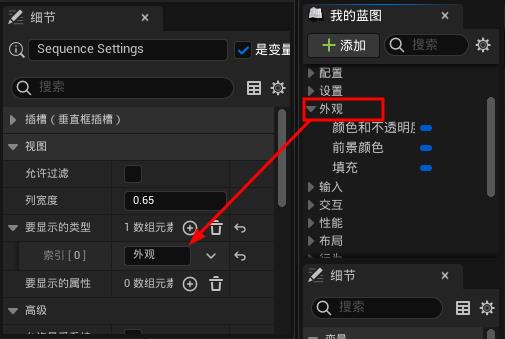 细节
Sequence Settings
是变量
搜索
插槽（垂直框插槽）
视图
允许过滤
列宽度
0.65
要显示的类型
1 数组元素
索引 [ 0 ]
外观
要显示的属性
0 数组元素
高级
我的蓝图
添加
搜索
配置
设置
外观
颜色和不透明度
前景颜色
填充
输入
交互
性能
布局
细节
搜索
变量